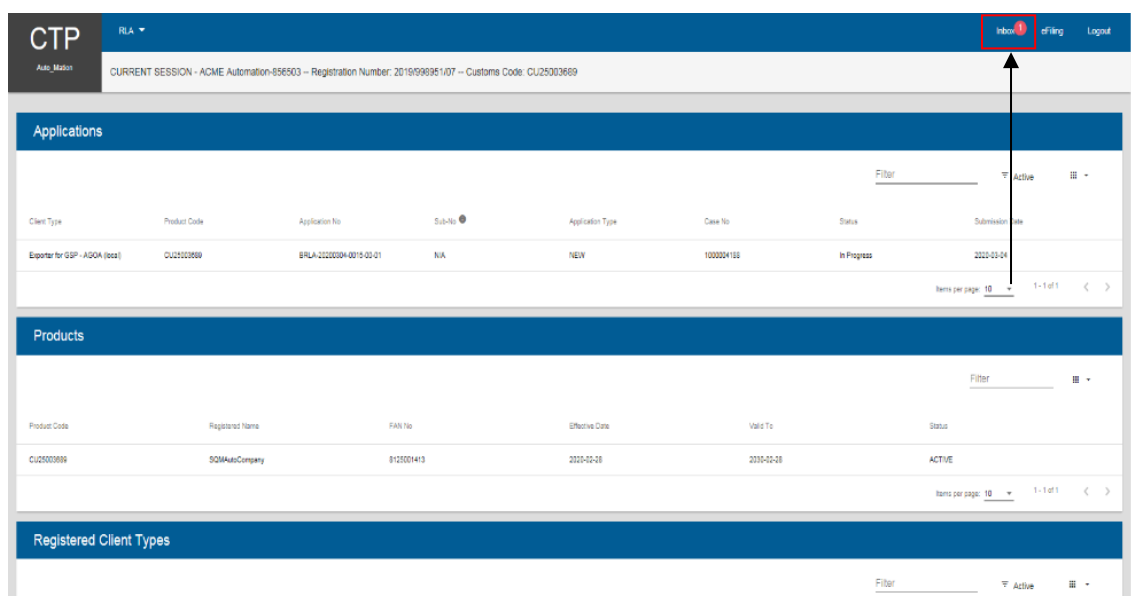 CTP
Auto_Mation
RLA
Inbox 1 eFiling Logout
CURRENT SESSION - ACME Automation-856503 -- Registration Number: 2019/998951/07 -- Customs Code: CU25003689
Applications
Filter Active
Client Type Product Code Application No Sub-No Application Type Case No Status Submission Date
Exporter for GSP - AGOA (local) CU25003689 BRLA-20200304-0015-03-01 N/A NEW 1000004188 In Progress 2020-03-04
Items per page: 10 1 - 1 of 1
Products
Filter
Product Code Registered Name FAN No Effective Date Valid To Status
CU25003689 SQMAutoCompany 8125001413 2020-02-28 2030-02-28 ACTIVE
Items per page: 10 1 - 1 of 1
Registered Client Types
Filter Active